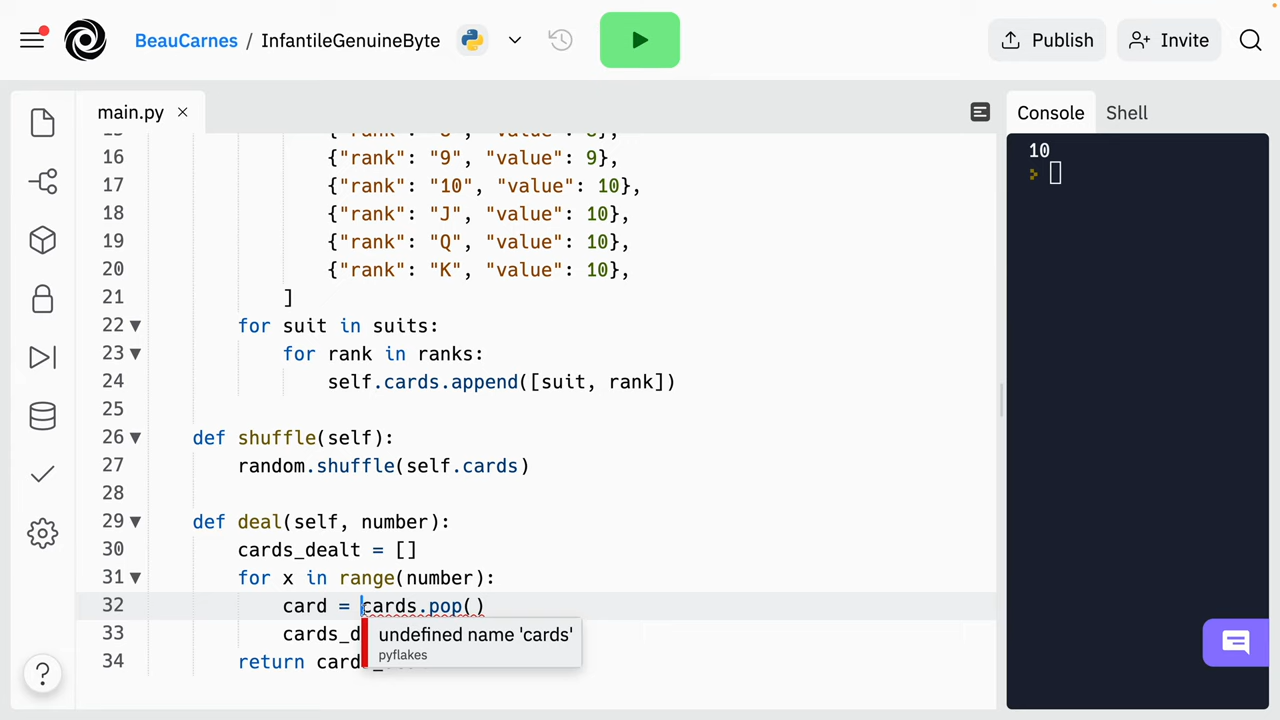 BeauCarnes / InfantileGenuineByte
Publish
Invite
main.py
Console
Shell
10
16 {"rank": "9", "value": 9},
17 {"rank": "10", "value": 10},
18 {"rank": "J", "value": 10},
19 {"rank": "Q", "value": 10},
20 {"rank": "K", "value": 10},
21 ]
22 for suit in suits:
23 for rank in ranks:
24 self.cards.append([suit, rank])
25
26 def shuffle(self):
27 random.shuffle(self.cards)
28
29 def deal(self, number):
30 cards_dealt = []
31 for x in range(number):
32 card = cards.pop()
33 cards_d
undefined name 'cards'
pyflakes
34 return card
?